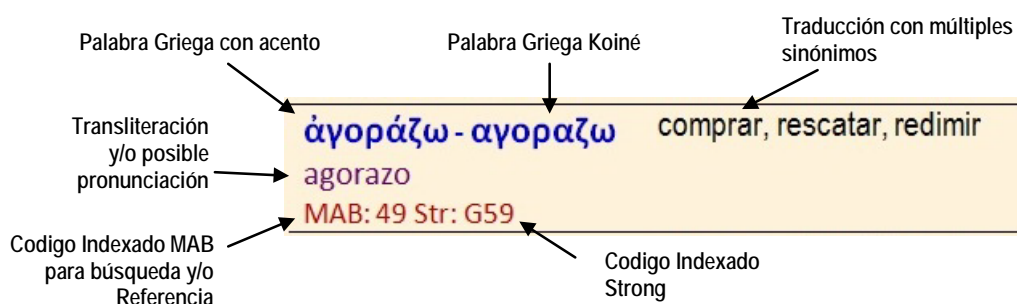 Palabra Griega con acento
Palabra Griega Koiné
Traducción con múltiples
sinónimos
Transliteración
y/o posible
pronunciación
ἀγοράζω - αγοραζω
comprar, rescatar, redimir
agorazo
MAB: 49 Str: G59
Codigo Indexado MAB
para búsqueda y/o
Referencia
Codigo Indexado
Strong